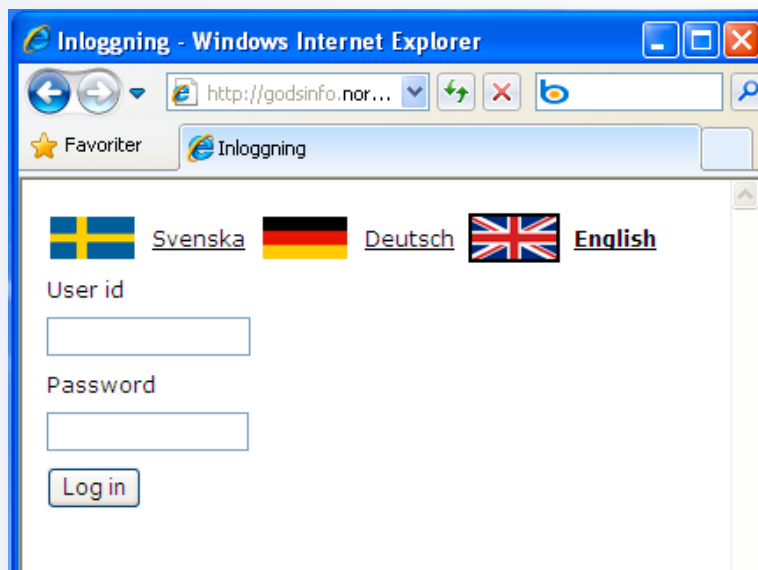 Inloggning - Windows Internet Explorer
http://godsinfo.nor...
Favoriter
Inloggning
Svenska Deutsch English
User id
Password
Log in